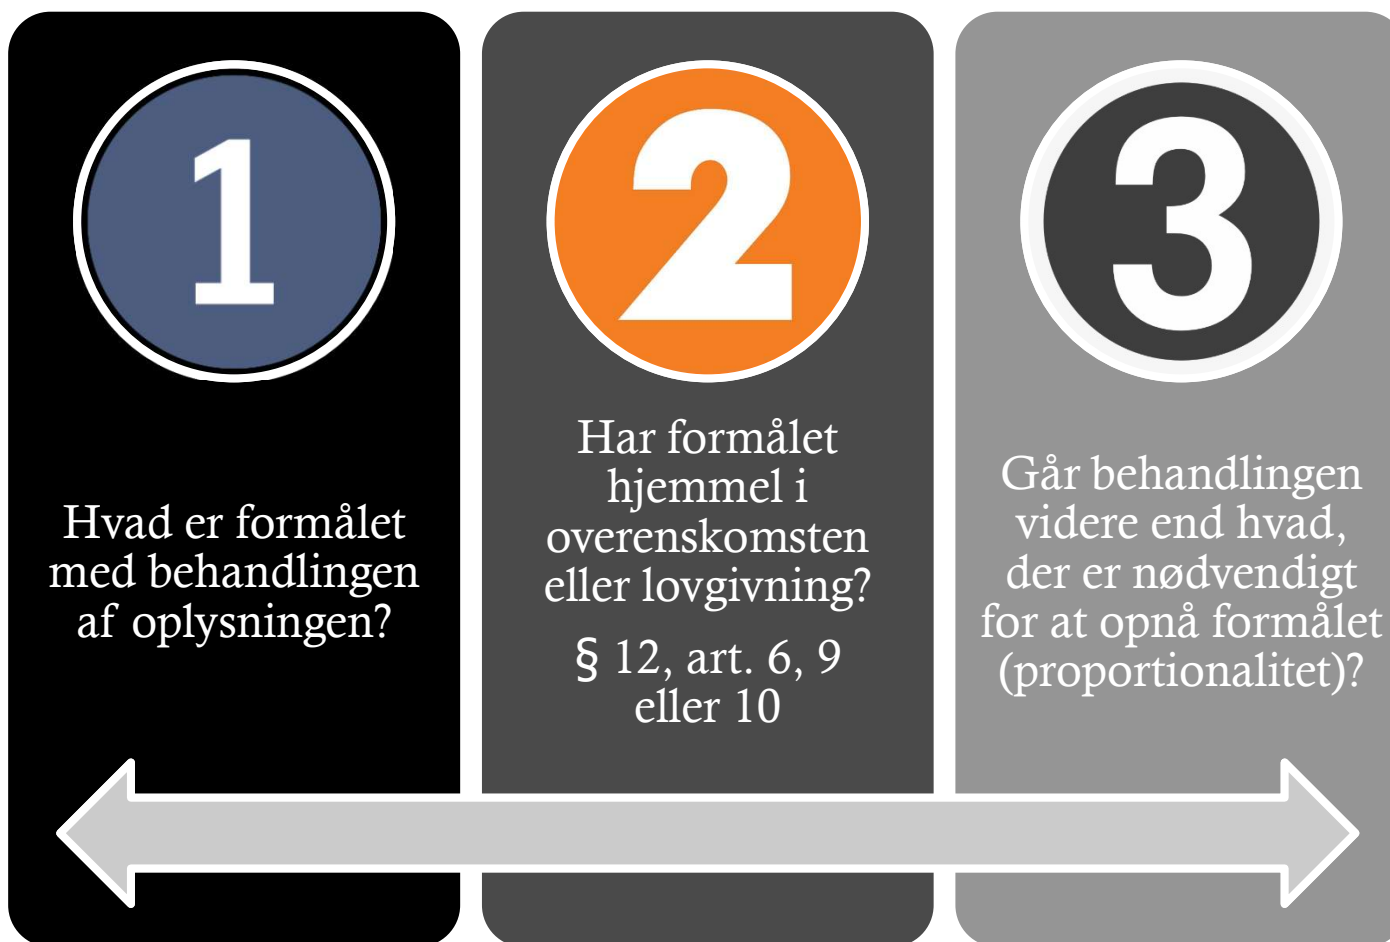 1
Hvad er formålet
med behandlingen
af oplysningen?
2
Har formålet
hjemmel i
overenskomsten
eller lovgivning?
§ 12, art. 6, 9
eller 10
3
Går behandlingen
videre end hvad,
der er nødvendigt
for at opnå formålet
(proportionalitet)?